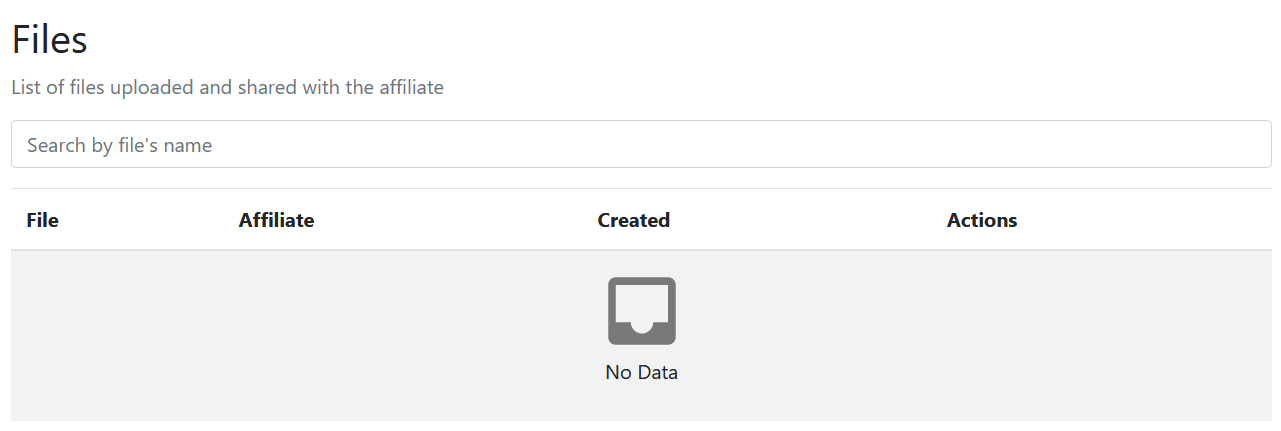 Files
List of files uploaded and shared with the affiliate
Search by file's name
File Affiliate Created Actions
No Data